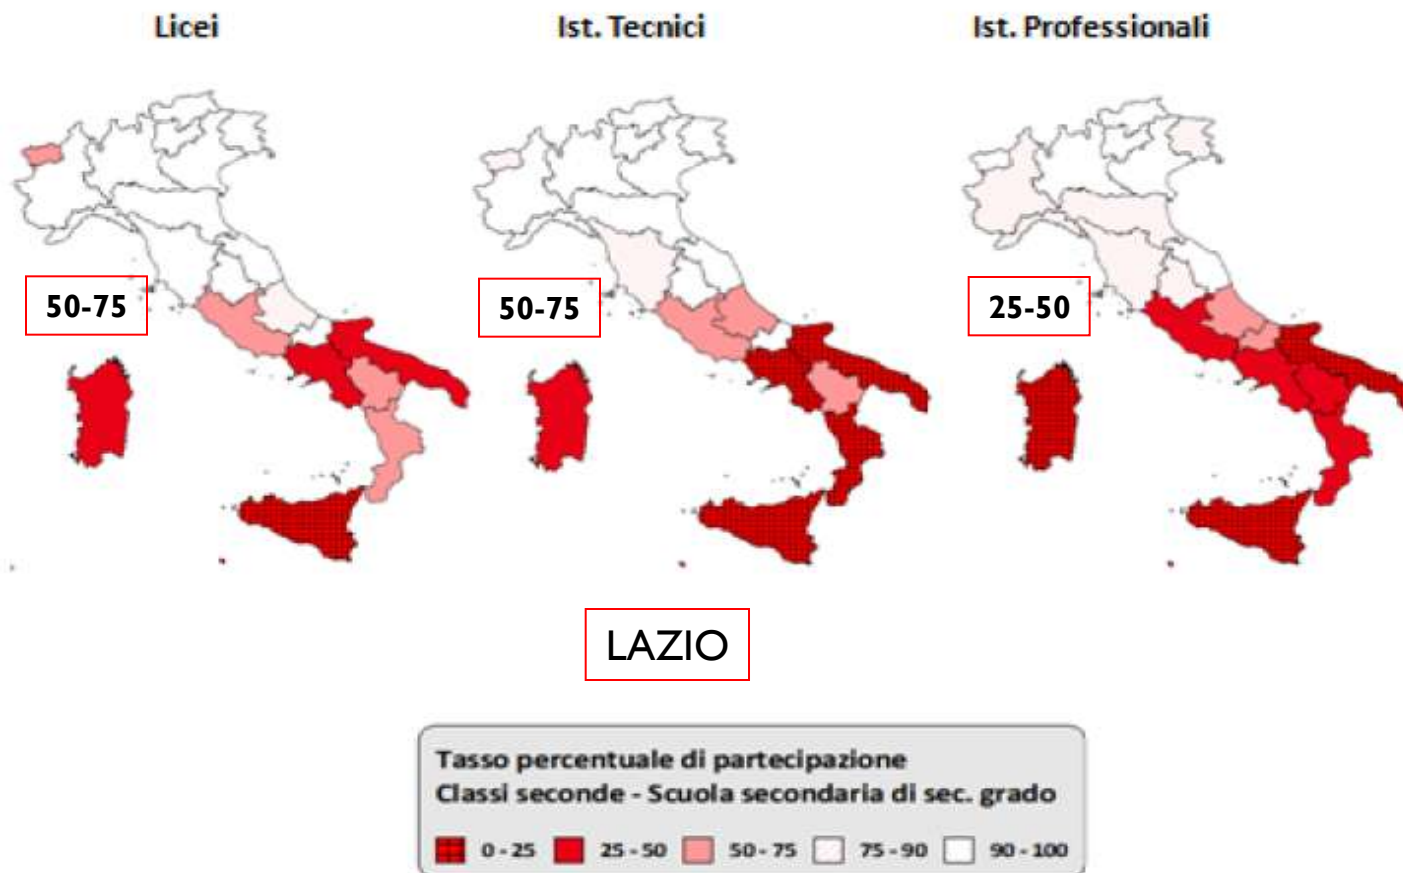 Licei
Ist. Tecnici
Ist. Professionali
50-75
50-75
25-50
LAZIO
Tasso percentuale di partecipazione
Classi seconde - Scuola secondaria di sec. grado
0 - 25 25 - 50 50 - 75 75 - 90 90 - 100